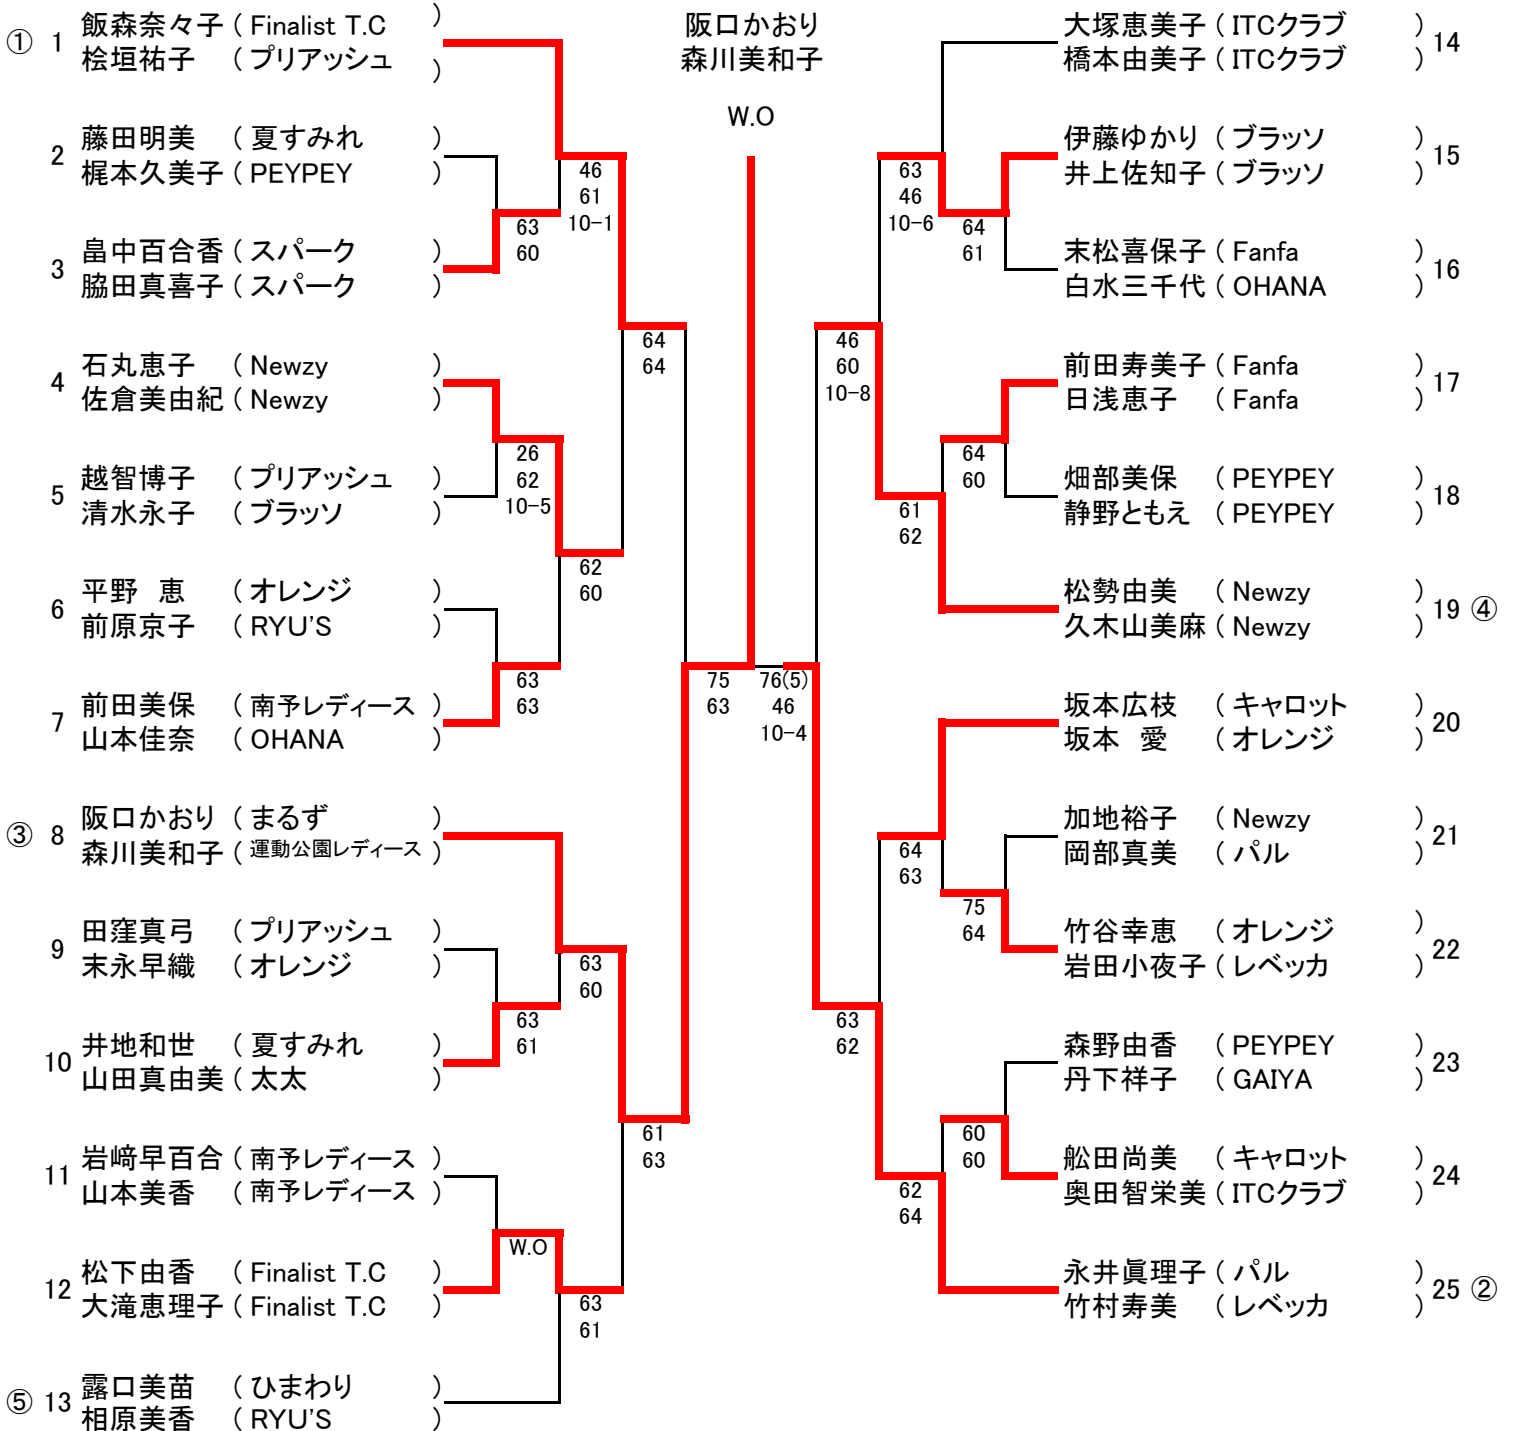 阪口かおり
森川美和子
W.O
① 1 飯森奈々子 ( Finalist T.C )
桧垣祐子 ( プリアッシュ )
2 藤田明美 ( 夏すみれ )
梶本久美子 ( PEYPEY )
3 畠中百合香 ( スパーク )
脇田真喜子 ( スパーク )
4 石丸恵子 ( Newzy )
佐倉美由紀 ( Newzy )
5 越智博子 ( プリアッシュ )
清水永子 ( ブラッソ )
6 平野 恵 ( オレンジ )
前原京子 ( RYU'S )
7 前田美保 ( 南予レディース )
山本佳奈 ( OHANA )
③ 8 阪口かおり ( まるず )
森川美和子 ( 運動公園レディース )
9 田窪真弓 ( プリアッシュ )
末永早織 ( オレンジ )
10 井地和世 ( 夏すみれ )
山田真由美 ( 太太 )
11 岩﨑早百合 ( 南予レディース )
山本美香 ( 南予レディース )
12 松下由香 ( Finalist T.C )
大滝恵理子 ( Finalist T.C )
⑤ 13 露口美苗 ( ひまわり )
相原美香 ( RYU'S )
63
60
26
62
10-5
63
63
63
61
W.O
46
61
10-1
62
60
63
60
63
61
64
64
61
63
75
63
76(5)
46
10-4
46
60
10-8
63
62
63
46
10-6
61
62
64
63
62
64
64
61
64
60
75
64
60
60
大塚恵美子 ( ITCクラブ ) 14
橋本由美子 ( ITCクラブ )
伊藤ゆかり ( ブラッソ ) 15
井上佐知子 ( ブラッソ )
末松喜保子 ( Fanfa ) 16
白水三千代 ( OHANA )
前田寿美子 ( Fanfa ) 17
日浅恵子 ( Fanfa )
畑部美保 ( PEYPEY ) 18
静野ともえ ( PEYPEY )
松勢由美 ( Newzy ) 19 ④
久木山美麻 ( Newzy )
坂本広枝 ( キャロット ) 20
坂本 愛 ( オレンジ )
加地裕子 ( Newzy ) 21
岡部真美 ( パル )
竹谷幸恵 ( オレンジ ) 22
岩田小夜子 ( レベッカ )
森野由香 ( PEYPEY ) 23
丹下祥子 ( GAIYA )
舩田尚美 ( キャロット ) 24
奥田智栄美 ( ITCクラブ )
永井眞理子 ( パル ) 25 ②
竹村寿美 ( レベッカ )